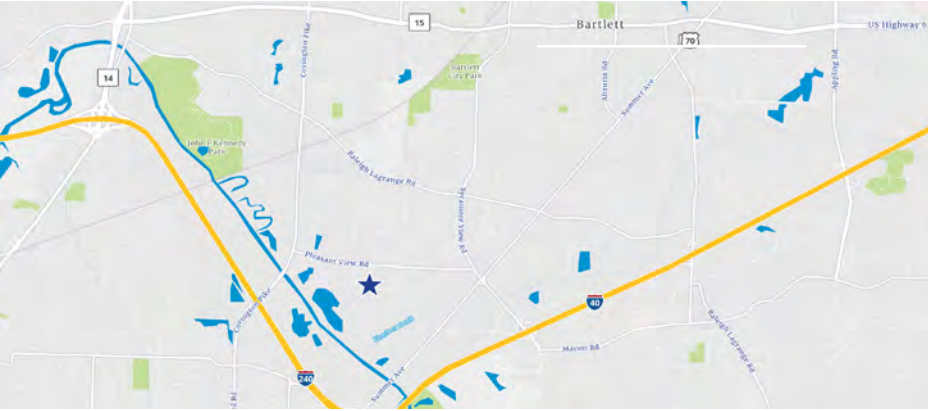 15
Bartlett
US Highway 6
70
Covington Pike
14
Bartlett
City Park
Altruria Rd
Summer Ave
Appling Rd
John F Kennedy
Park
Raleigh Lagrange Rd
Sycamore View Rd
Pleasant View Rd
Covington Pike
40
Raleigh Lagrange Rd
Macon Rd
240
Summer Ave
Rd